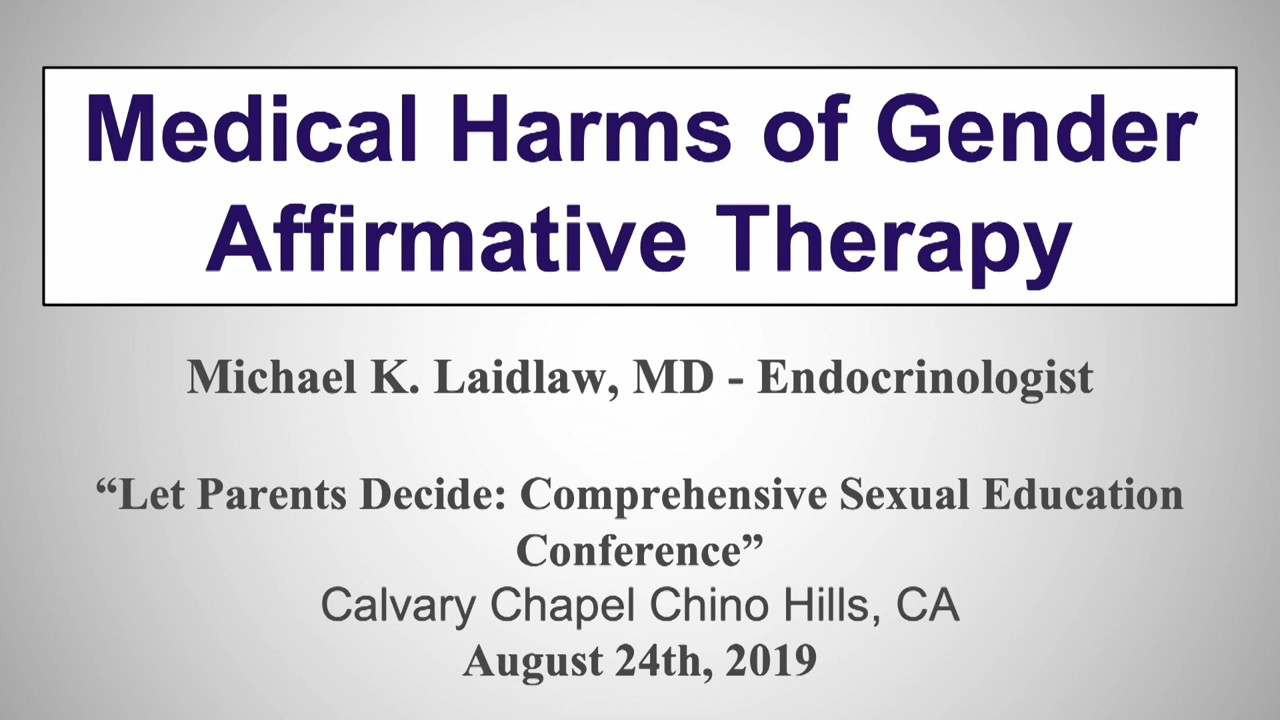 Medical Harms of Gender
Affirmative Therapy
Michael K. Laidlaw, MD - Endocrinologist
“Let Parents Decide: Comprehensive Sexual Education
Conference”
Calvary Chapel Chino Hills, CA
August 24th, 2019